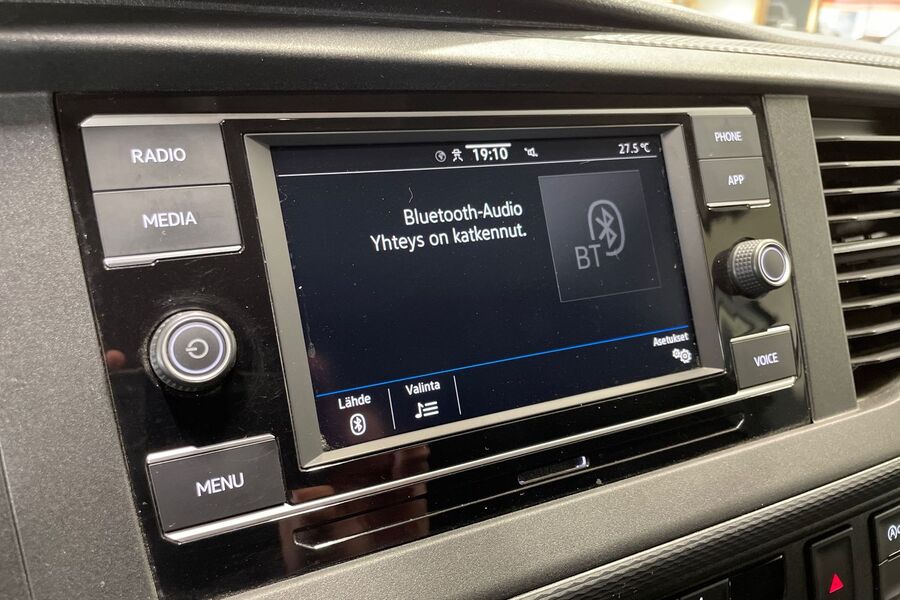 RADIO
MEDIA
MENU
19:10
27.5°C
Bluetooth-Audio
Yhteys on katkennut.
BT
Asetukset
Lähde
Valinta
PHONE
APP
VOICE